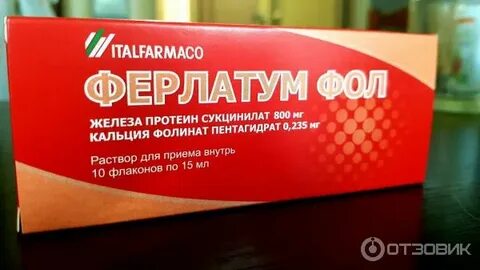 ITALFARMACO
ФЕРЛАТУМ ФОЛ
ЖЕЛЕЗА ПРОТЕИН СУКЦИНИЛАТ 800 мг
КАЛЬЦИЯ ФОЛИНАТ ПЕНТАГИДРАТ 0,235 мг
Раствор для приема внутрь
10 флаконов по 15 мл
ОТЗОВИК